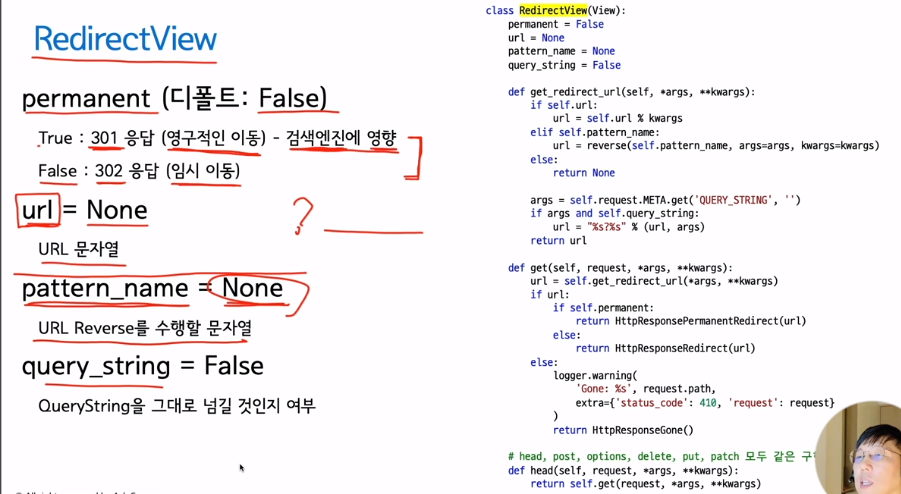 RedirectView
permanent (디폴트: False)
True : 301 응답 (영구적인 이동) - 검색엔진에 영향
False : 302 응답 (임시 이동)
url = None
?
URL 문자열
pattern_name = None
URL Reverse를 수행할 문자열
query_string = False
QueryString을 그대로 넘길 것인지 여부
class RedirectView(View):
permanent = False
url = None
pattern_name = None
query_string = False
def get_redirect_url(self, *args, **kwargs):
if self.url:
url = self.url % kwargs
elif self.pattern_name:
url = reverse(self.pattern_name, args=args, kwargs=kwargs)
else:
return None
args = self.request.META.get('QUERY_STRING', '')
if args and self.query_string:
url = "%s?%s" % (url, args)
return url
def get(self, request, *args, **kwargs):
url = self.get_redirect_url(*args, **kwargs)
if url:
if self.permanent:
return HttpResponsePermanentRedirect(url)
else:
return HttpResponseRedirect(url)
else:
logger.warning(
'Gone: %s', request.path,
extra={'status_code': 410, 'request': request}
)
return HttpResponseGone()
# head, post, options, delete, put, patch 모두 같은
def head(self, request, *args, **kwargs):
return self.get(request, *args, **kwargs)